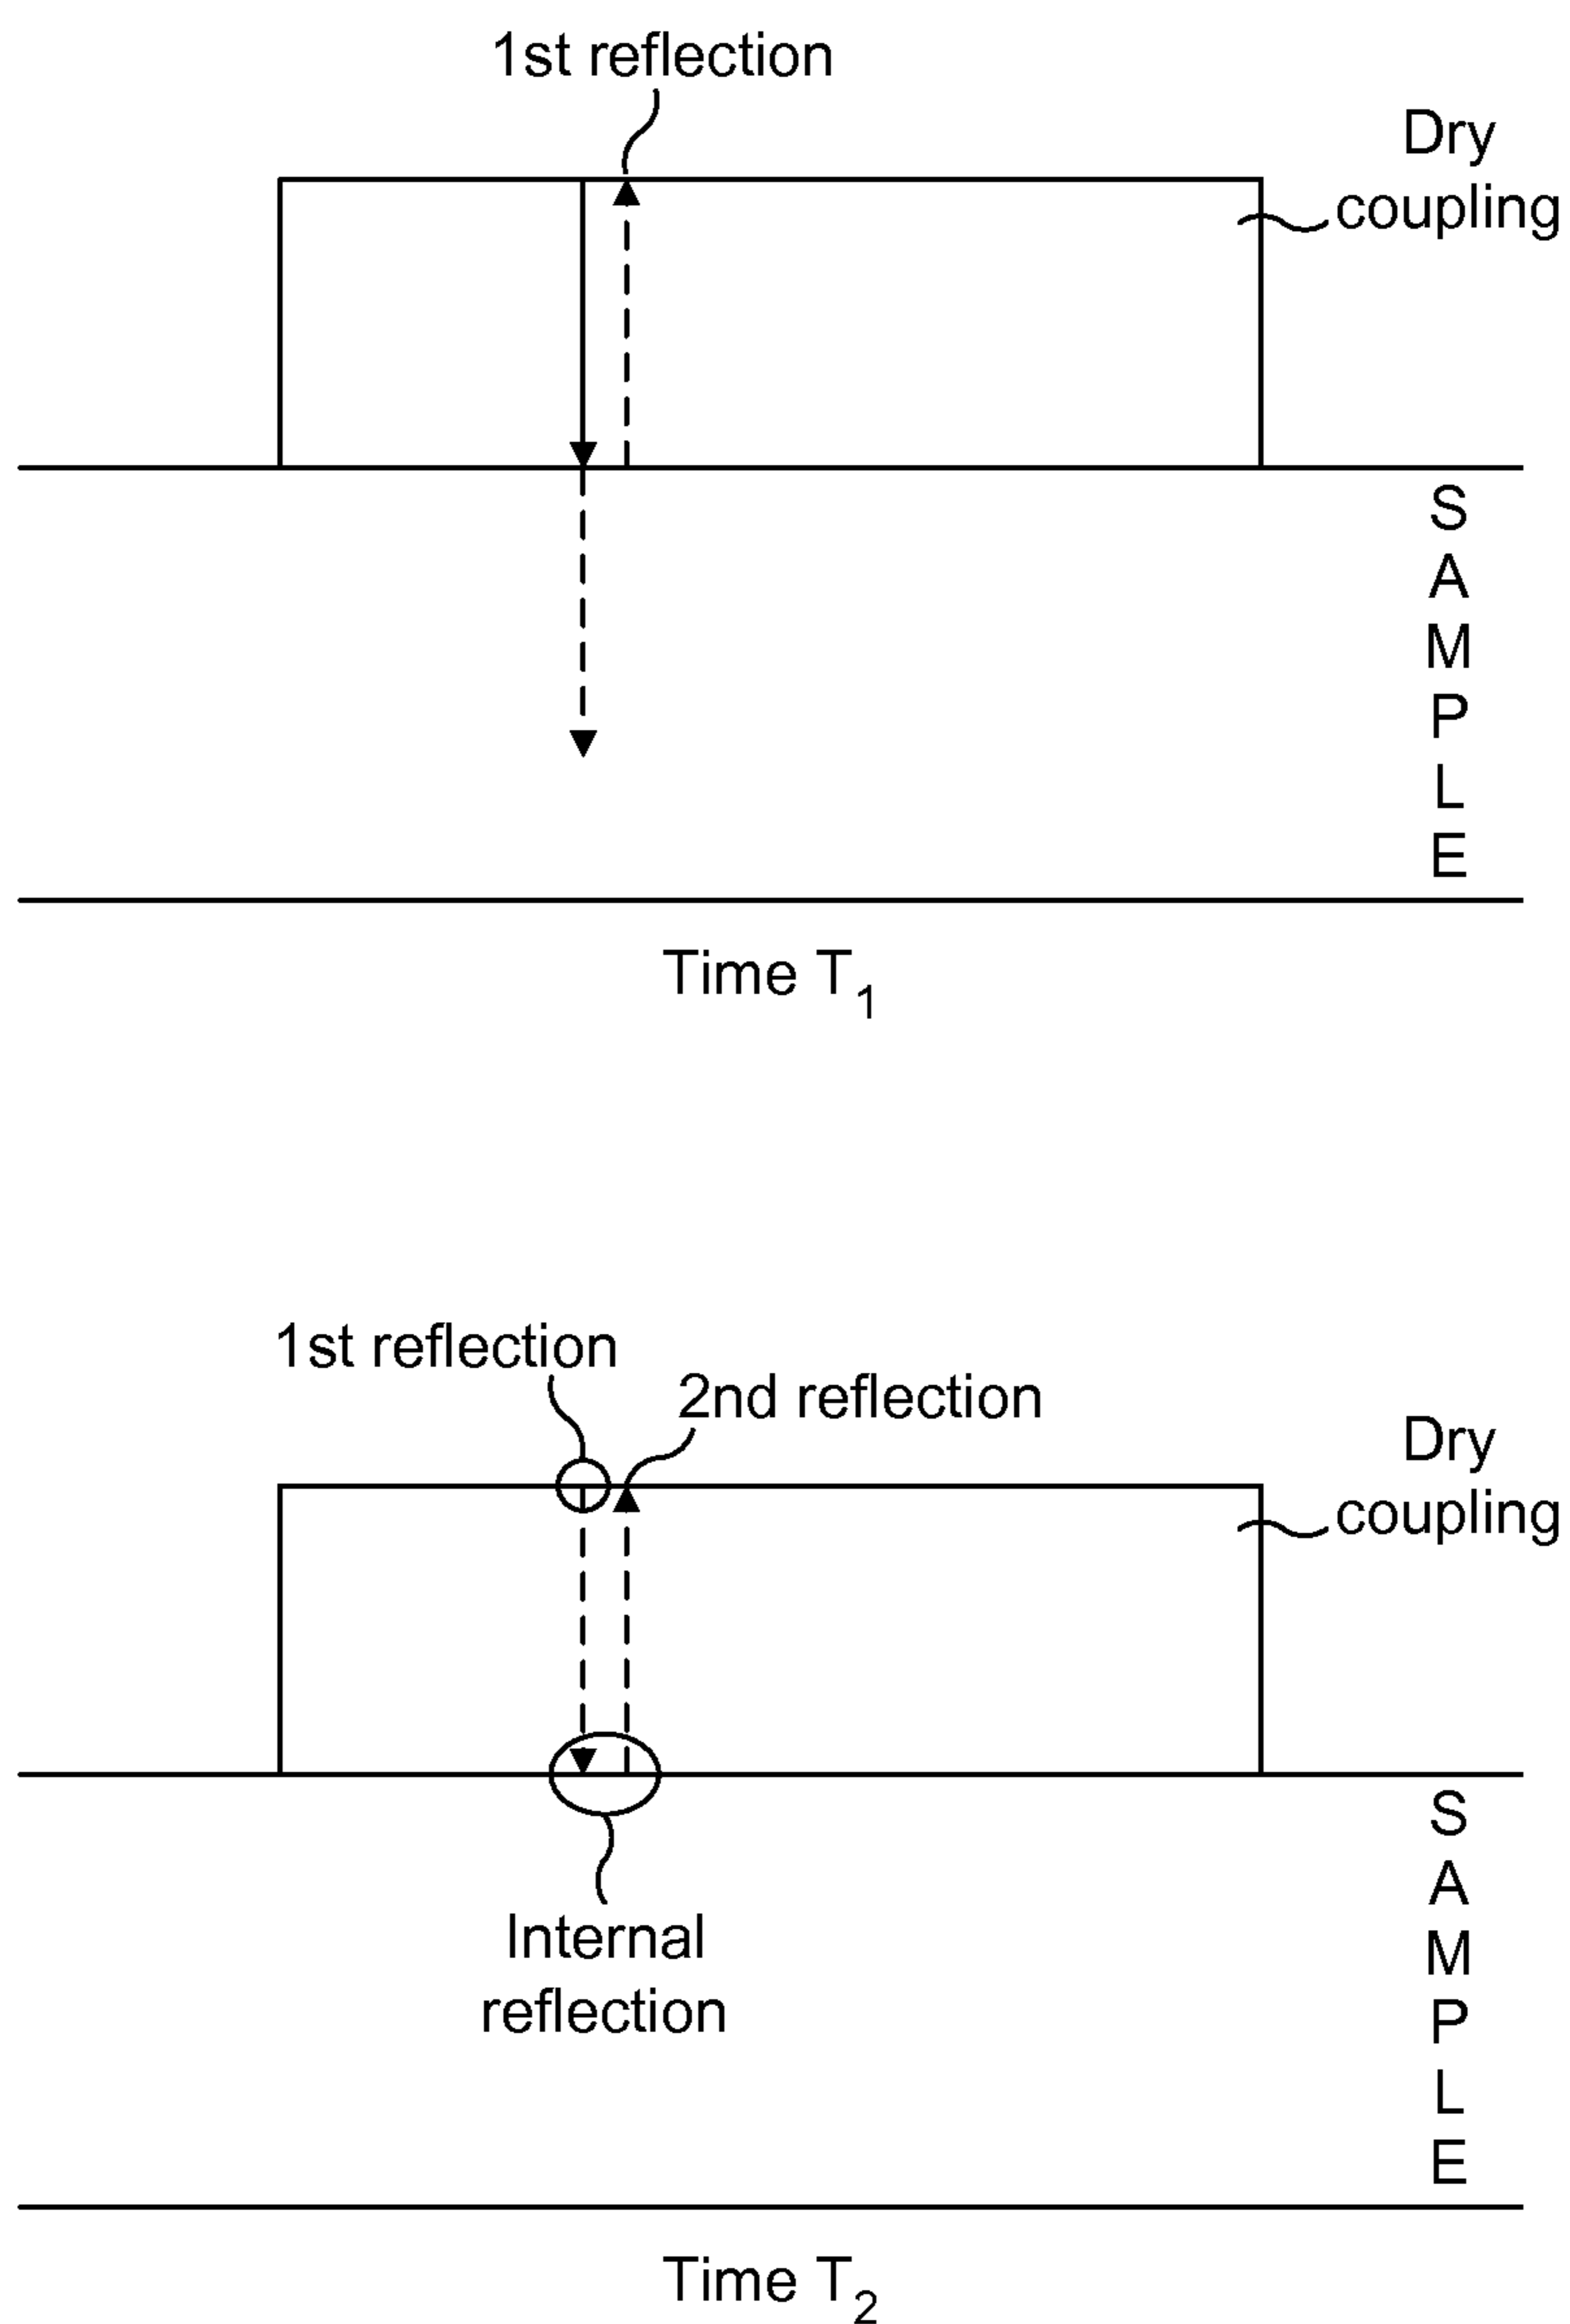 1st reflection
Dry
coupling
S
A
M
P
L
E
Time T₁
1st reflection
2nd reflection
Dry
coupling
Internal
reflection
S
A
M
P
L
E
Time T₂